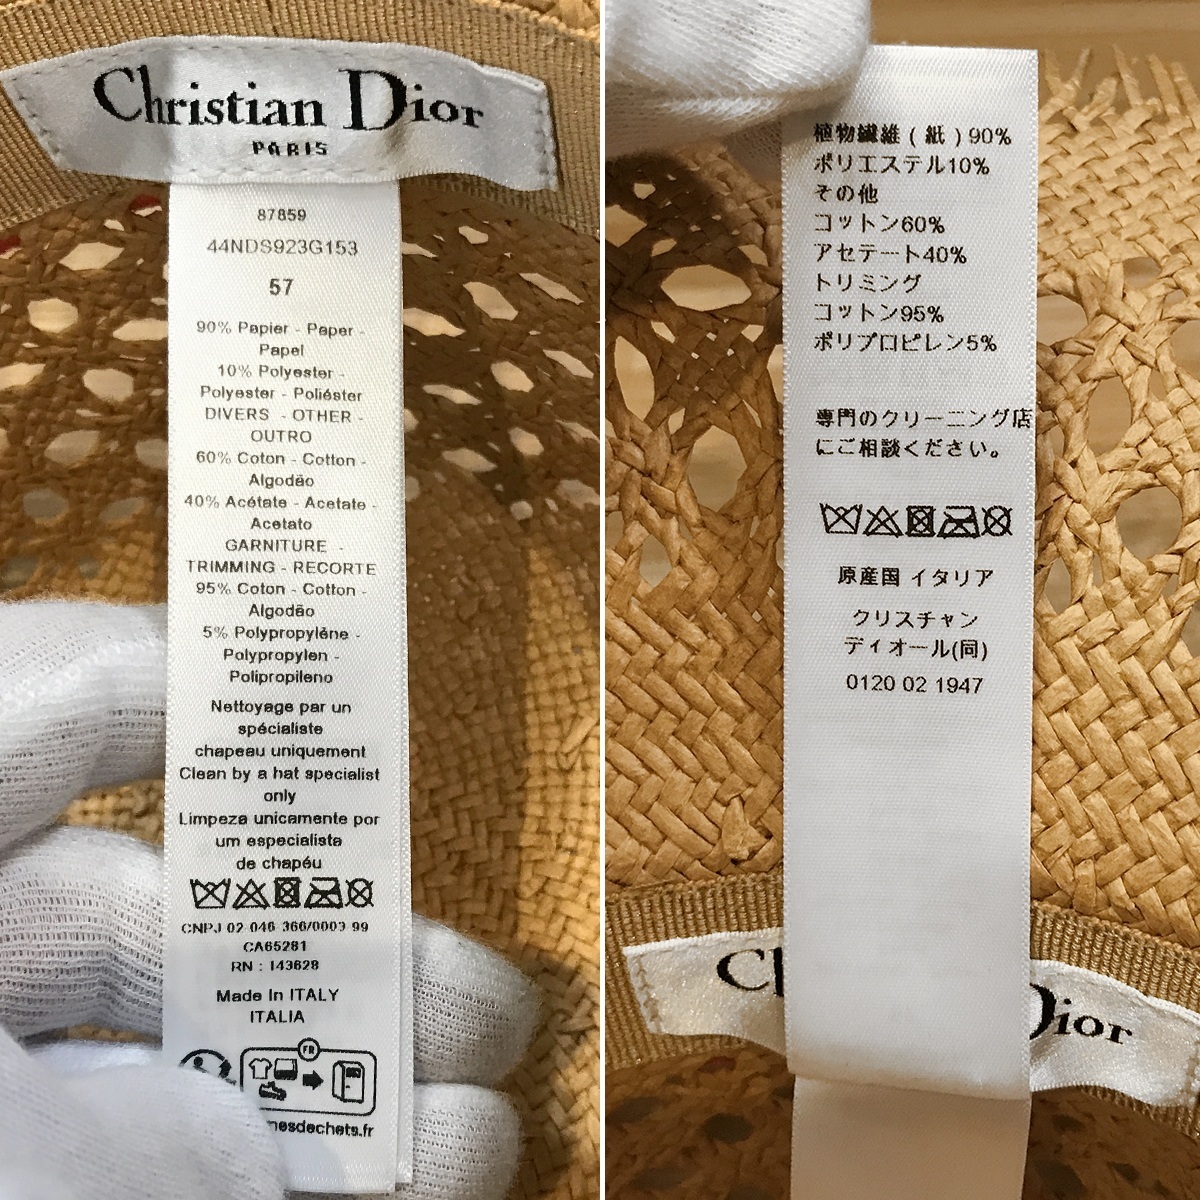 Christian Dior
PARIS
87859
44NDS923G153
57
90% Papier - Paper -
Papel
10% Polyester -
Polyester - Poliéster
DIVERS - OTHER -
OUTRO
60% Coton - Cotton -
Algodão
40% Acétate - Acetate -
Acetato
GARNITURE -
TRIMMING - RECORTE
95% Coton - Cotton -
Algodão
5% Polypropylène -
Polypropylen -
Polipropileno
Nettoyage par un
spécialiste
chapeau uniquement
Clean by a hat specialist
only
Limpeza unicamente por
um especialista
de chapéu
CNPJ 02 046 366/0003 99
CA65281
RN : 143628
Made In ITALY
ITALIA
FR
mesdechets.fr
植物繊維(紙)90%
ポリエステル10%
その他
コットン60%
アセテート40%
トリミング
コットン95%
ポリプロピレン5%
専門のクリーニング店
にご相談ください。
原産国 イタリア
クリスチャン
ディオール(同)
0120 02 1947
Dior